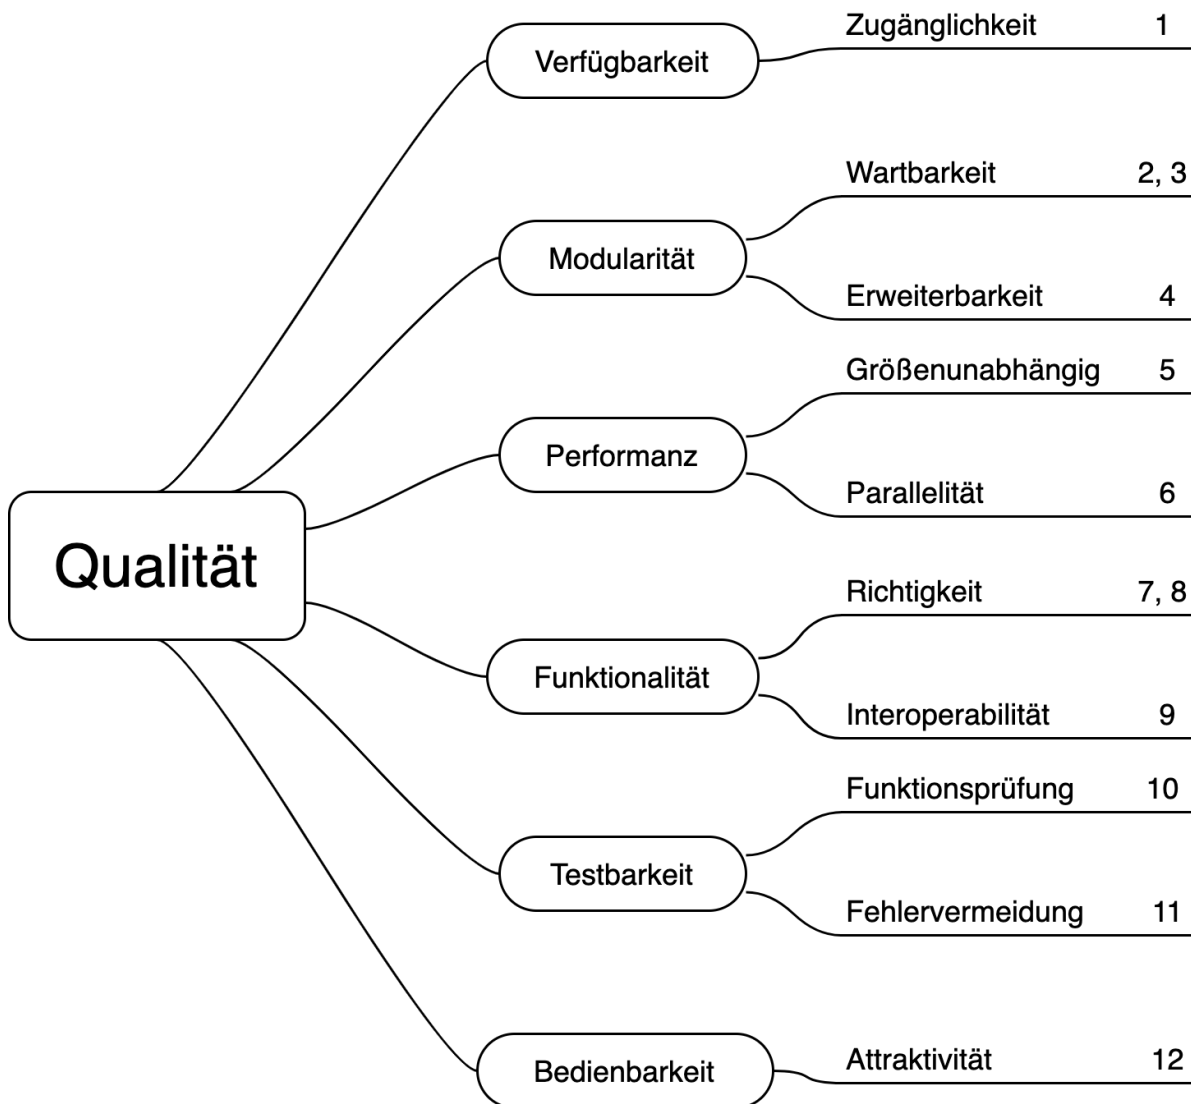 Qualität
Verfügbarkeit
Zugänglichkeit 1
Modularität
Wartbarkeit 2, 3
Erweiterbarkeit 4
Performanz
Größenunabhängig 5
Parallelität 6
Funktionalität
Richtigkeit 7, 8
Interoperabilität 9
Testbarkeit
Funktionsprüfung 10
Fehlervermeidung 11
Bedienbarkeit
Attraktivität 12